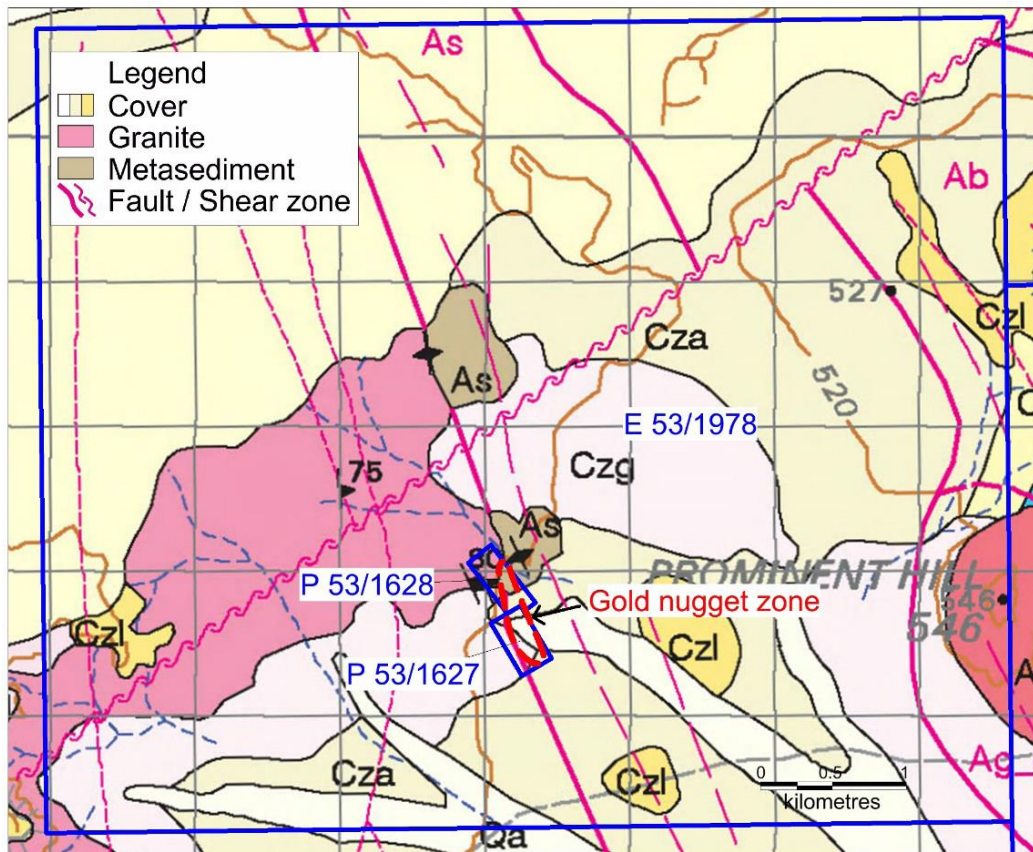 As
Legend
Cover
Granite
Metasediment
Fault / Shear zone
Ab
527
Czl
Cza
As
520
C
E 53/1978
Czg
75
As
PROMINENT HILL
P 53/1628
546
Gold nugget zone
546
Czl
Czl
P 53/1627
A
Ag
Cza
Czl
0 0.5 1
kilometres
Qa